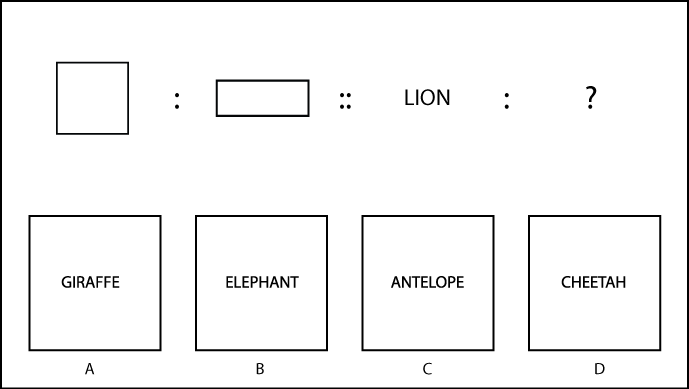 : :: LION : ?
GIRAFFE ELEPHANT ANTELOPE CHEETAH
A B C D